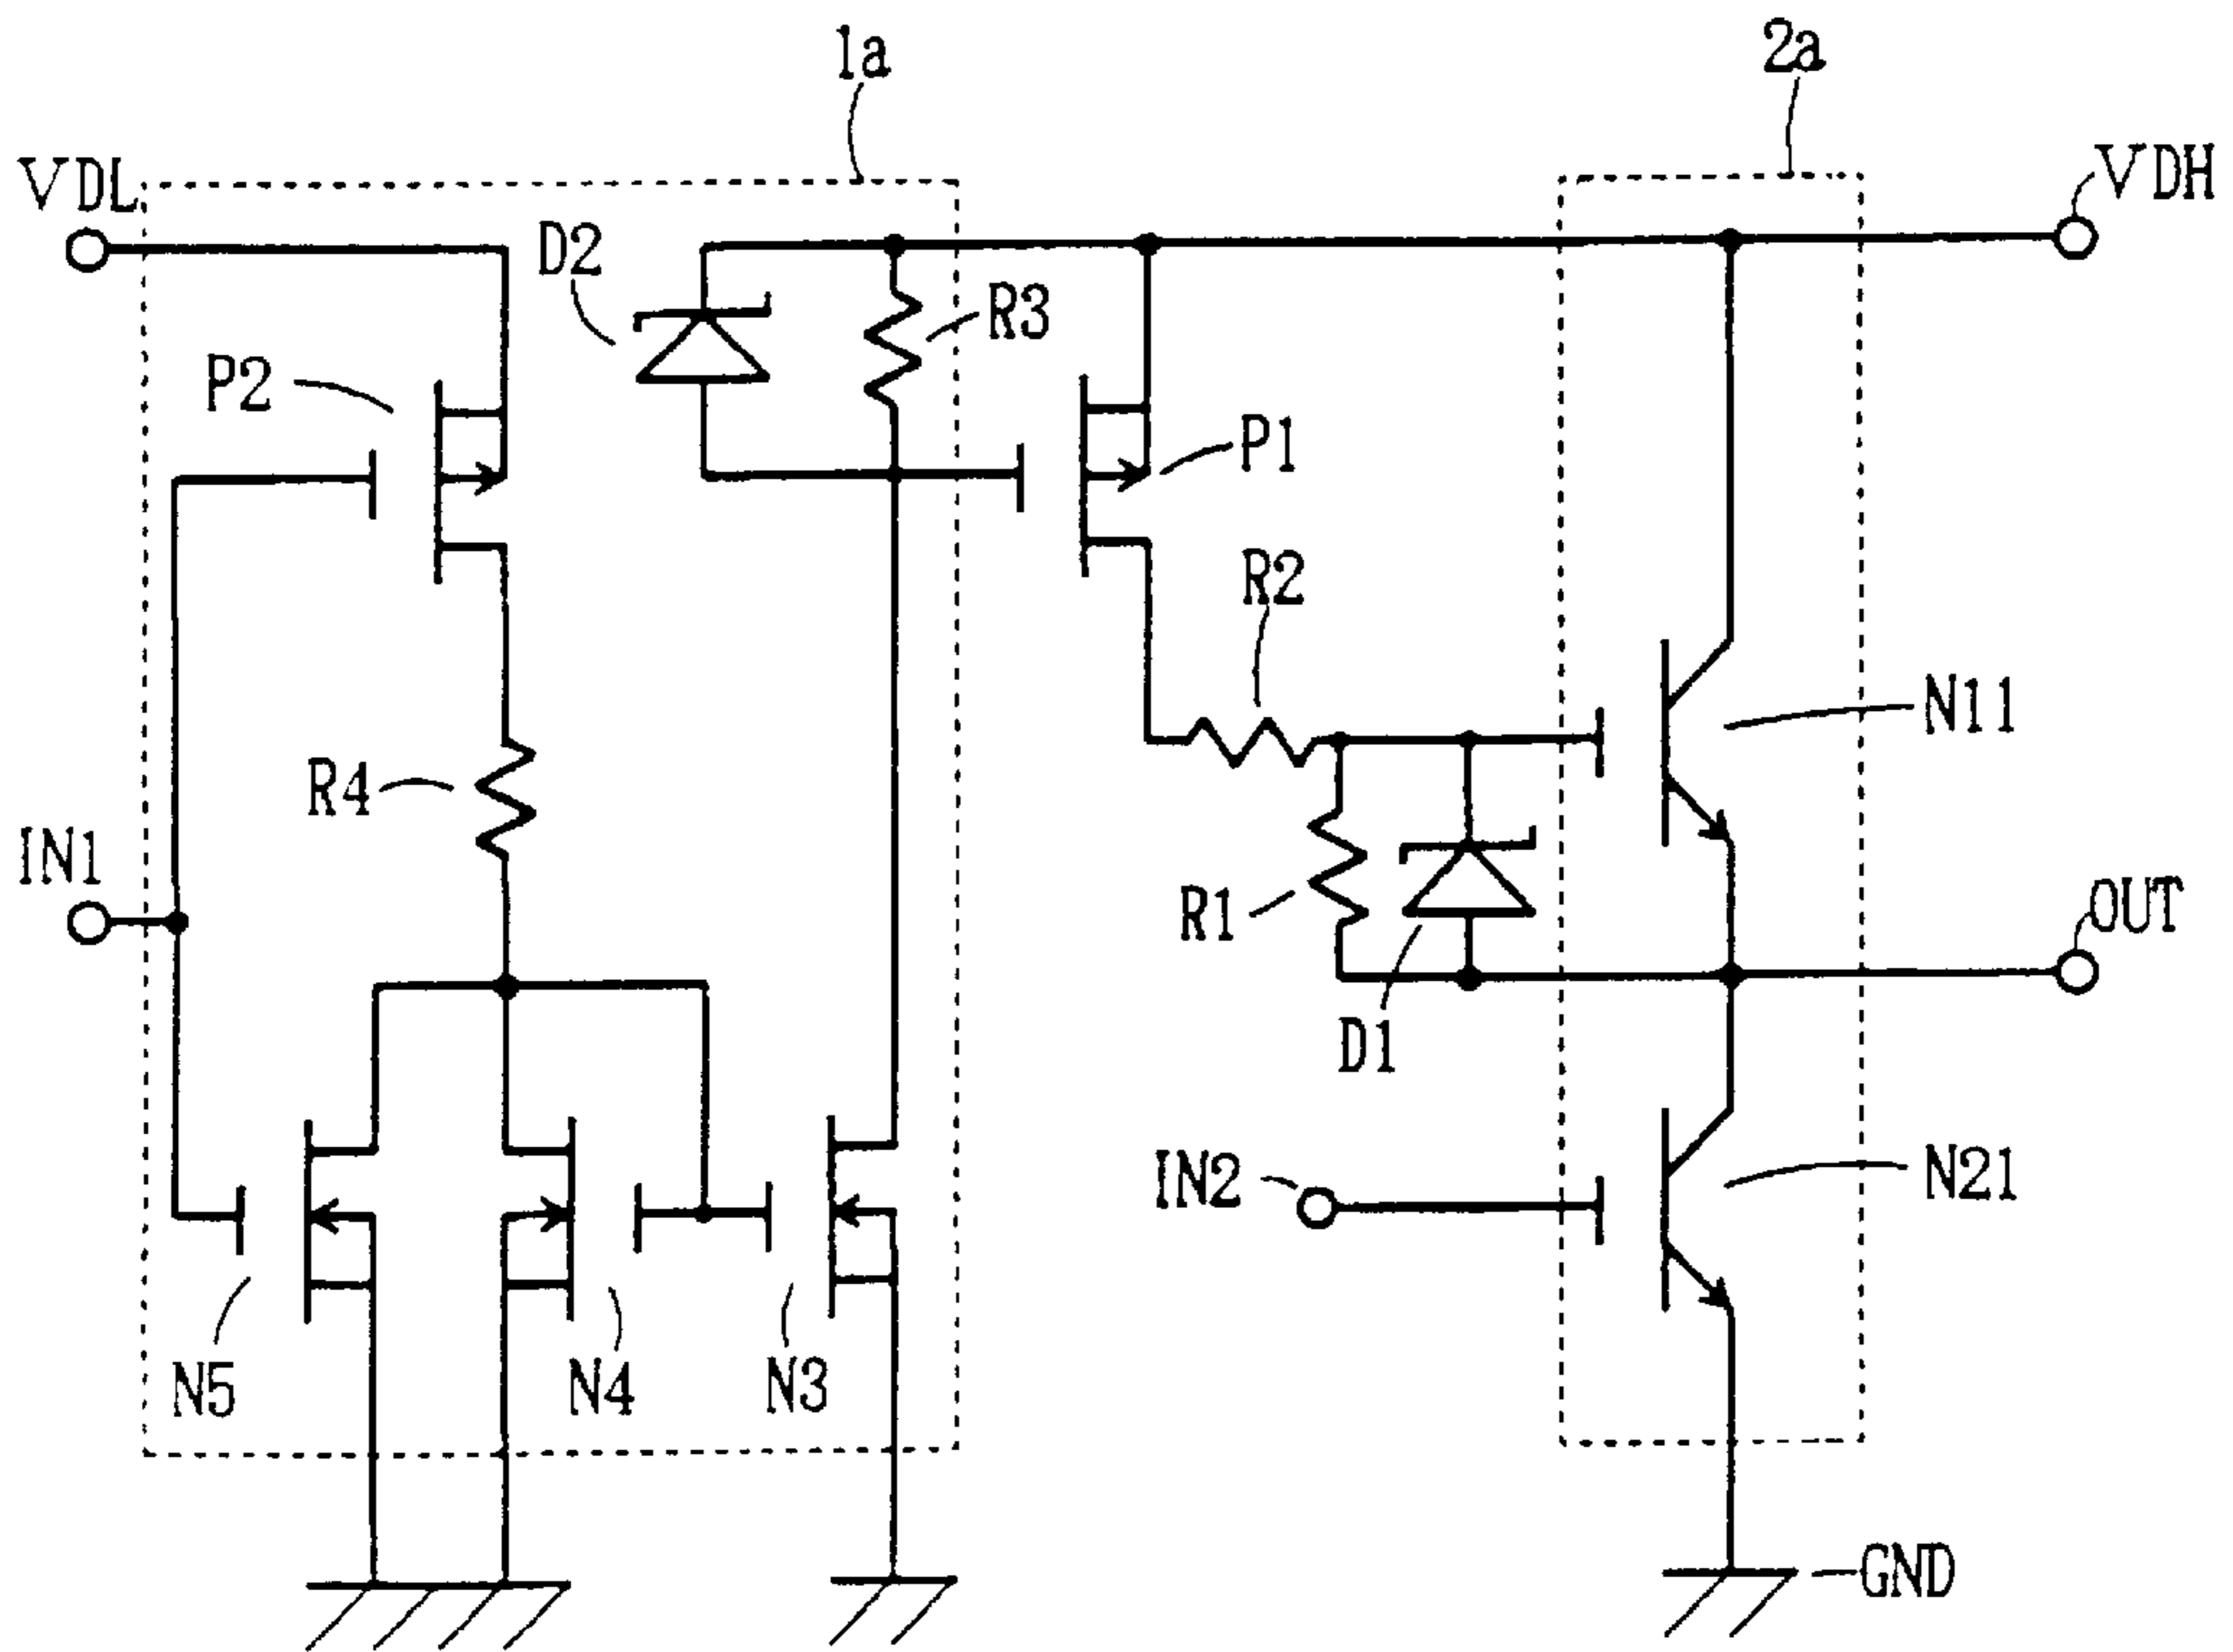 1a
2a
VDL
VDH
D2
R3
P2
P1
R2
N11
R4
IN1
R1
OUT
D1
IN2
N21
N5
N4
N3
GND